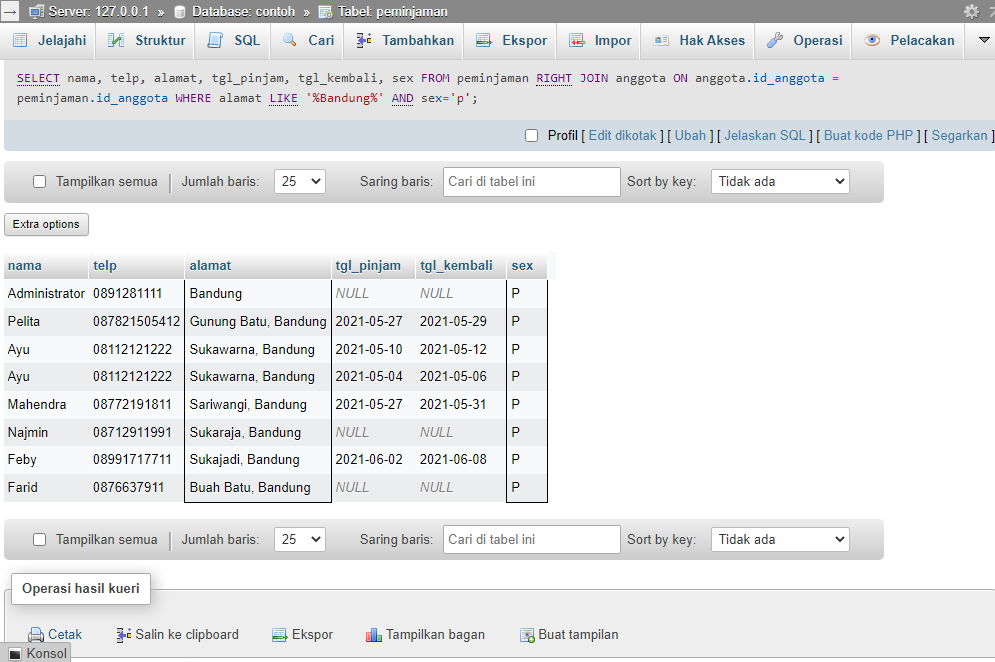 Server: 127.0.0.1 » Database: contoh » Tabel: peminjaman
Jelajahi Struktur SQL Cari Tambahkan Ekspor Impor Hak Akses Operasi Pelacakan
SELECT nama, telp, alamat, tgl_pinjam, tgl_kembali, sex FROM peminjaman RIGHT JOIN anggota ON anggota.id_anggota =
peminjaman.id_anggota WHERE alamat LIKE '%Bandung%' AND sex='p';
Profil [ Edit dikotak ] [ Ubah ] [ Jelaskan SQL ] [ Buat kode PHP ] [ Segarkan ]
Tampilkan semua | Jumlah baris: 25 Saring baris: Cari di tabel ini Sort by key: Tidak ada
Extra options
nama telp alamat tgl_pinjam tgl_kembali sex
Administrator 0891281111 Bandung NULL NULL P
Pelita 087821505412 Gunung Batu, Bandung 2021-05-27 2021-05-29 P
Ayu 08112121222 Sukawarna, Bandung 2021-05-10 2021-05-12 P
Ayu 08112121222 Sukawarna, Bandung 2021-05-04 2021-05-06 P
Mahendra 08772191811 Sariwangi, Bandung 2021-05-27 2021-05-31 P
Najmin 08712911991 Sukaraja, Bandung NULL NULL P
Feby 08991717711 Sukajadi, Bandung 2021-06-02 2021-06-08 P
Farid 0876637911 Buah Batu, Bandung NULL NULL P
Tampilkan semua | Jumlah baris: 25 Saring baris: Cari di tabel ini Sort by key: Tidak ada
Operasi hasil kueri
Cetak Salin ke clipboard Ekspor Tampilkan bagan Buat tampilan
Konsol